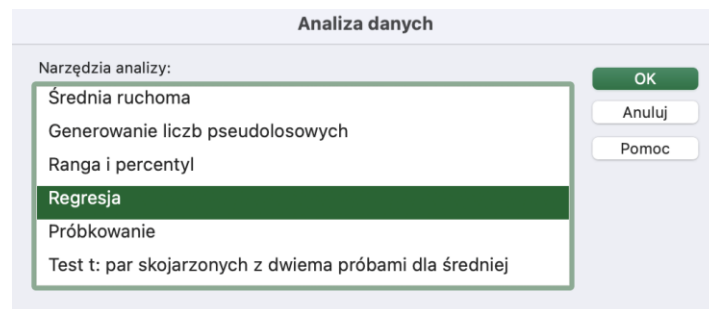 Analiza danych
Narzędzia analizy:
Średnia ruchoma
Generowanie liczb pseudolosowych
Ranga i percentyl
Regresja
Próbkowanie
Test t: par skojarzonych z dwiema próbami dla średniej
OK
Anuluj
Pomoc